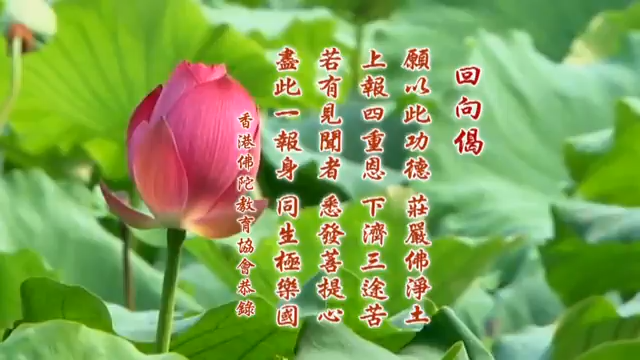 回向偈
願以此功德 莊嚴佛淨土
上報四重恩 下濟三途苦
若有見聞者 悉發菩提心
盡此一報身 同生極樂國
香港佛陀教育協會恭錄